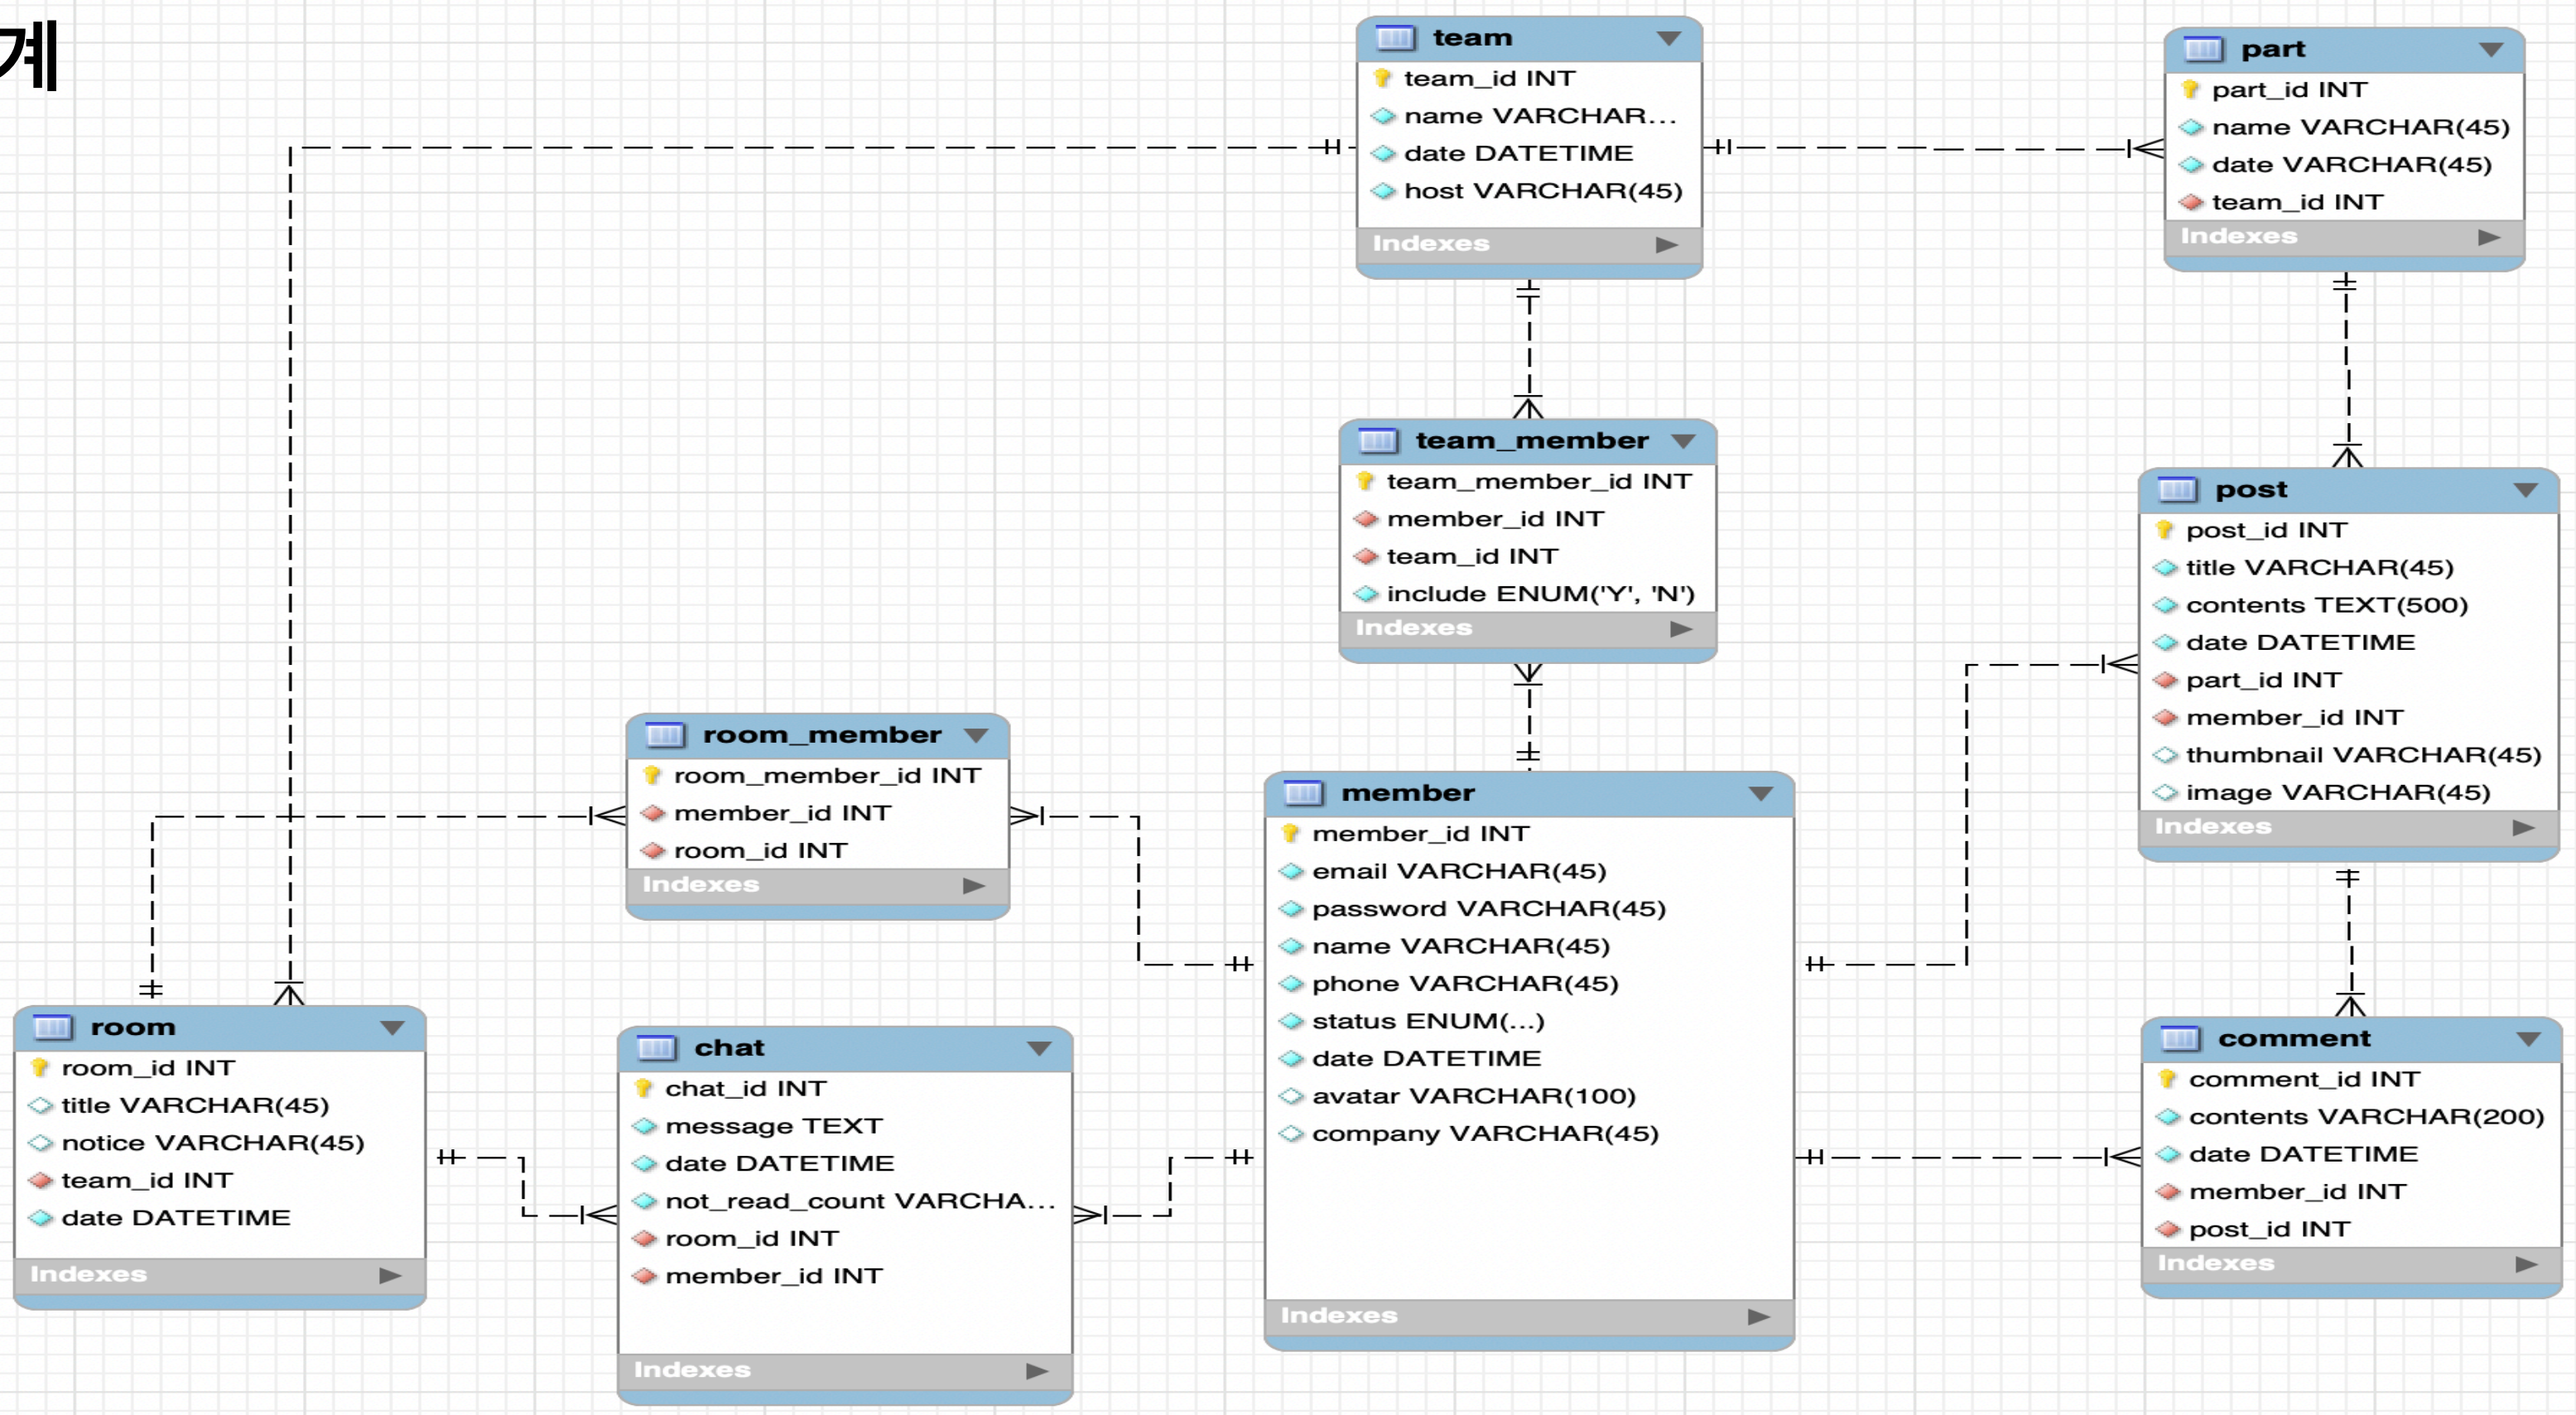 계
team
team_id INT
name VARCHAR...
date DATETIME
host VARCHAR(45)
Indexes
part
part_id INT
name VARCHAR(45)
date VARCHAR(45)
team_id INT
Indexes
team_member
team_member_id INT
member_id INT
team_id INT
include ENUM('Y', 'N')
Indexes
post
post_id INT
title VARCHAR(45)
contents TEXT(500)
date DATETIME
part_id INT
member_id INT
thumbnail VARCHAR(45)
image VARCHAR(45)
Indexes
room_member
room_member_id INT
member_id INT
room_id INT
Indexes
member
member_id INT
email VARCHAR(45)
password VARCHAR(45)
name VARCHAR(45)
phone VARCHAR(45)
status ENUM(...)
date DATETIME
avatar VARCHAR(100)
company VARCHAR(45)
Indexes
room
room_id INT
title VARCHAR(45)
notice VARCHAR(45)
team_id INT
date DATETIME
Indexes
chat
chat_id INT
message TEXT
date DATETIME
not_read_count VARCHA...
room_id INT
member_id INT
Indexes
comment
comment_id INT
contents VARCHAR(200)
date DATETIME
member_id INT
post_id INT
Indexes